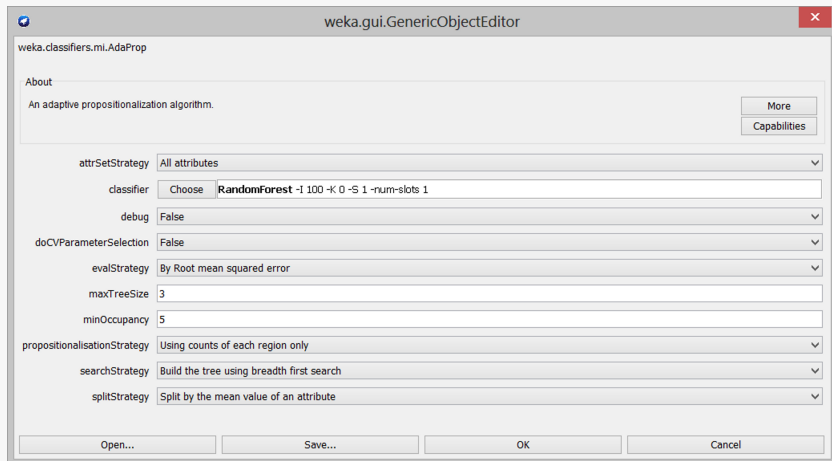 weka.gui.GenericObjectEditor
weka.classifiers.mi.AdaProp
About
An adaptive propositionalization algorithm.
More
Capabilities
attrSetStrategy All attributes
classifier Choose RandomForest -I 100 -K 0 -S 1 -num-slots 1
debug False
doCVParameterSelection False
evalStrategy By Root mean squared error
maxTreeSize 3
minOccupancy 5
propositionalisationStrategy Using counts of each region only
searchStrategy Build the tree using breadth first search
splitStrategy Split by the mean value of an attribute
Open... Save... OK Cancel